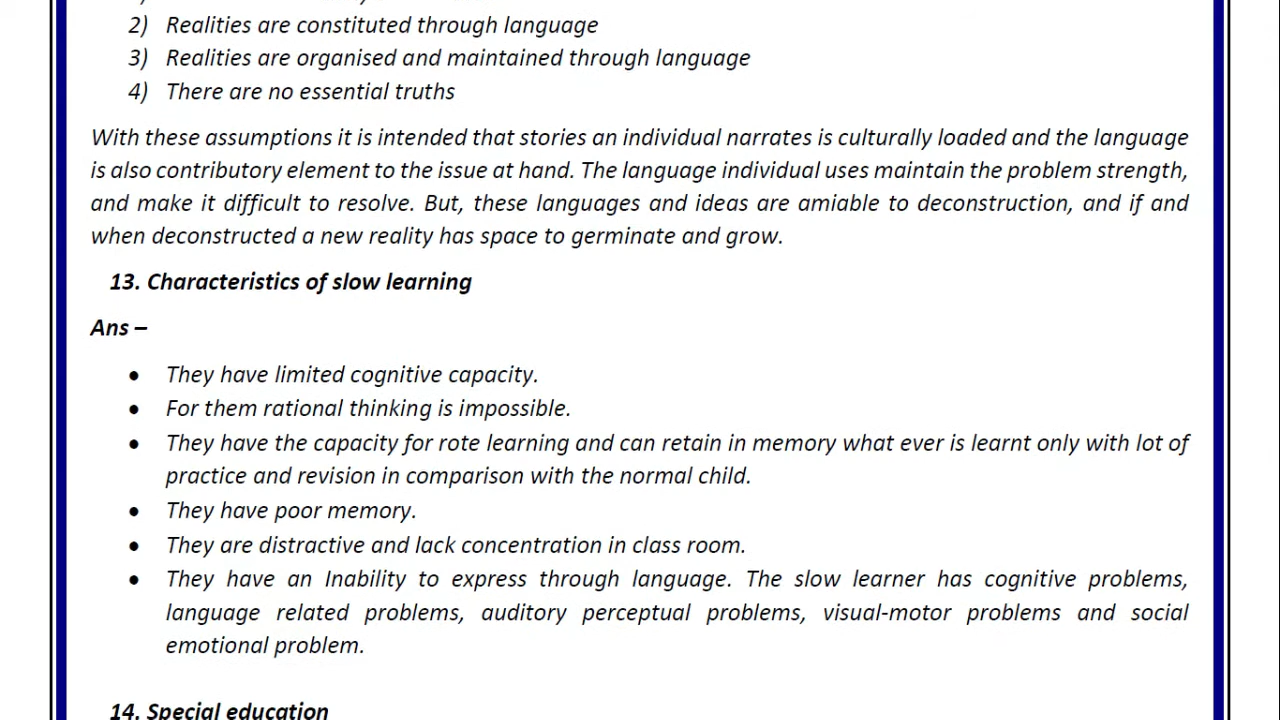 2) Realities are constituted through language
3) Realities are organised and maintained through language
4) There are no essential truths
With these assumptions it is intended that stories an individual narrates is culturally loaded and the language
is also contributory element to the issue at hand. The language individual uses maintain the problem strength,
and make it difficult to resolve. But, these languages and ideas are amiable to deconstruction, and if and
when deconstructed a new reality has space to germinate and grow.
13. Characteristics of slow learning
Ans –
• They have limited cognitive capacity.
• For them rational thinking is impossible.
• They have the capacity for rote learning and can retain in memory what ever is learnt only with lot of
practice and revision in comparison with the normal child.
• They have poor memory.
• They are distractive and lack concentration in class room.
• They have an Inability to express through language. The slow learner has cognitive problems,
language related problems, auditory perceptual problems, visual-motor problems and social
emotional problem.
14. Special education